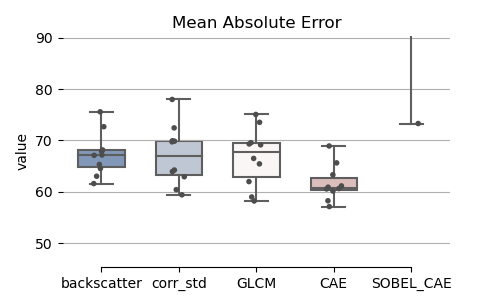 Mean Absolute Error
90
80
70
60
50
value
backscatter corr_std GLCM CAE SOBEL_CAE